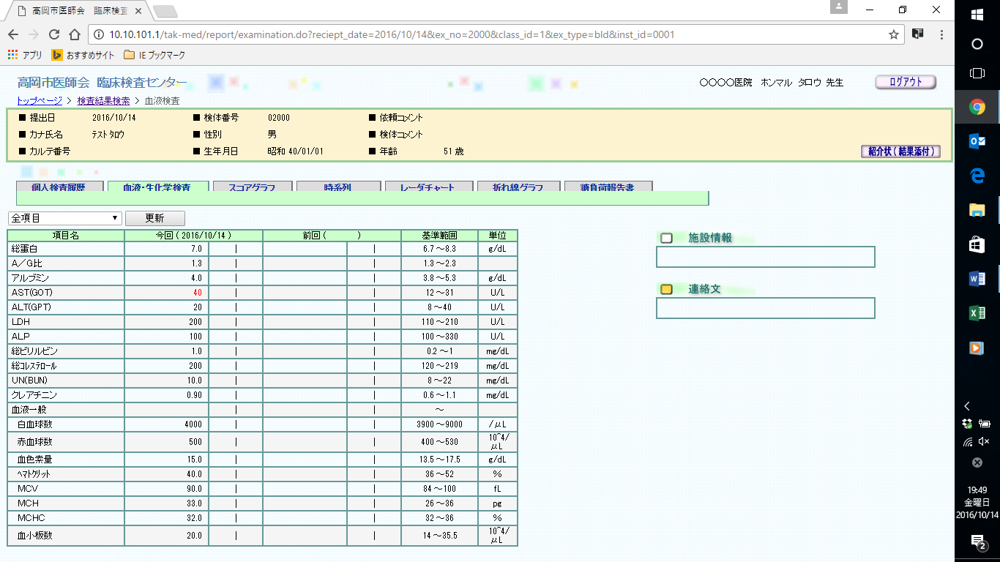 高岡市医師会 臨床検査
10.10.101.1/tak-med/report/examination.do?reciept_date=2016/10/14&ex_no=2000&class_id=1&ex_type=bld&inst_id=0001
アプリ おすすめサイト IE ブックマーク
高岡市医師会 臨床検査センター
〇〇〇〇医院 ホンマル タロウ 先生 ログアウト
トップページ > 検査結果検索 > 血液検査
■ 提出日 2016/10/14 ■ 検体番号 02000 ■ 依頼コメント
■ カナ氏名 テスト タロウ ■ 性別 男 ■ 検体コメント
■ カルテ番号 ■ 生年月日 昭和 40/01/01 ■ 年齢 51 歳 紹介状(結果添付)
個人検査履歴 血液・生化学検査 スコアグラフ 時系列 レーダチャート 折れ線グラフ 糖負荷報告書
全項目 更新
項目名 今回 ( 2016/10/14 ) 前回 ( ) 基準範囲 単位
総蛋白 7.0 | | 6.7 ~8.3 g/dL
A/G比 1.3 | | 1.3 ~2.3
アルブミン 4.0 | | 3.8 ~5.3 g/dL
AST(GOT) 40 | | 12 ~31 U/L
ALT(GPT) 20 | | 8 ~40 U/L
LDH 200 | | 110 ~210 U/L
ALP 100 | | 100 ~330 U/L
総ビリルビン 1.0 | | 0.2 ~1 mg/dL
総コレステロール 200 | | 120 ~219 mg/dL
UN(BUN) 10.0 | | 8 ~22 mg/dL
クレアチニン 0.90 | | 0.6 ~1.1 mg/dL
血液一般 | | ~
白血球数 4000 | | 3900 ~9000 /μL
赤血球数 500 | | 400 ~530 10^4/μL
血色素量 15.0 | | 13.5 ~17.5 g/dL
ヘマトクリット 40.0 | | 36 ~52 %
MCV 90.0 | | 84 ~100 fL
MCH 33.0 | | 26 ~36 pg
MCHC 32.0 | | 32 ~36 %
血小板数 20.0 | | 14 ~35.5 10^4/μL
施設情報
連絡文
19:49
金曜日
2016/10/14
2